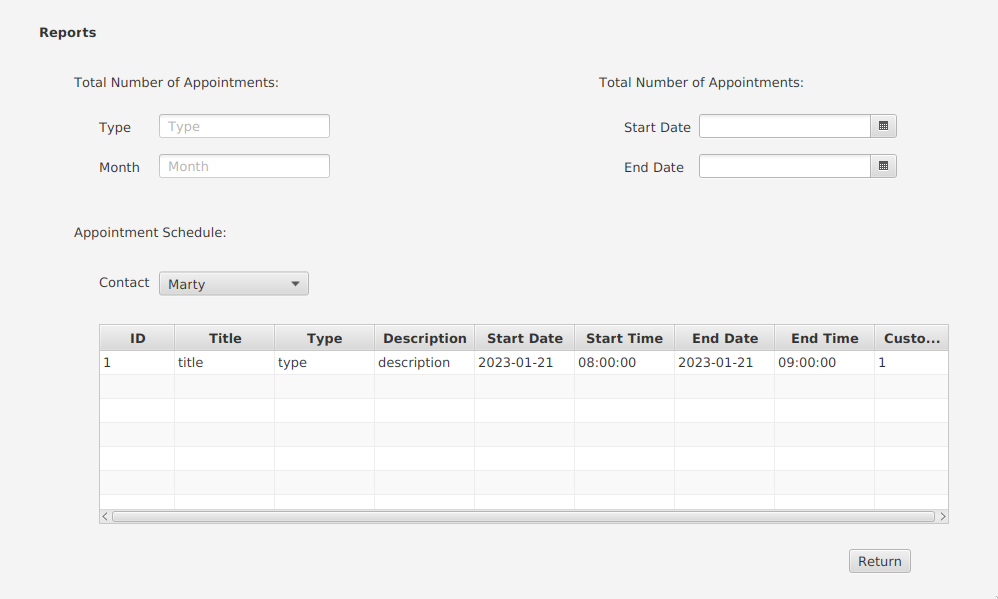 Reports
Total Number of Appointments:
Total Number of Appointments:
Type Type
Start Date
Month Month
End Date
Appointment Schedule:
Contact Marty
ID Title Type Description Start Date Start Time End Date End Time Custo...
1 title type description 2023-01-21 08:00:00 2023-01-21 09:00:00 1
Return